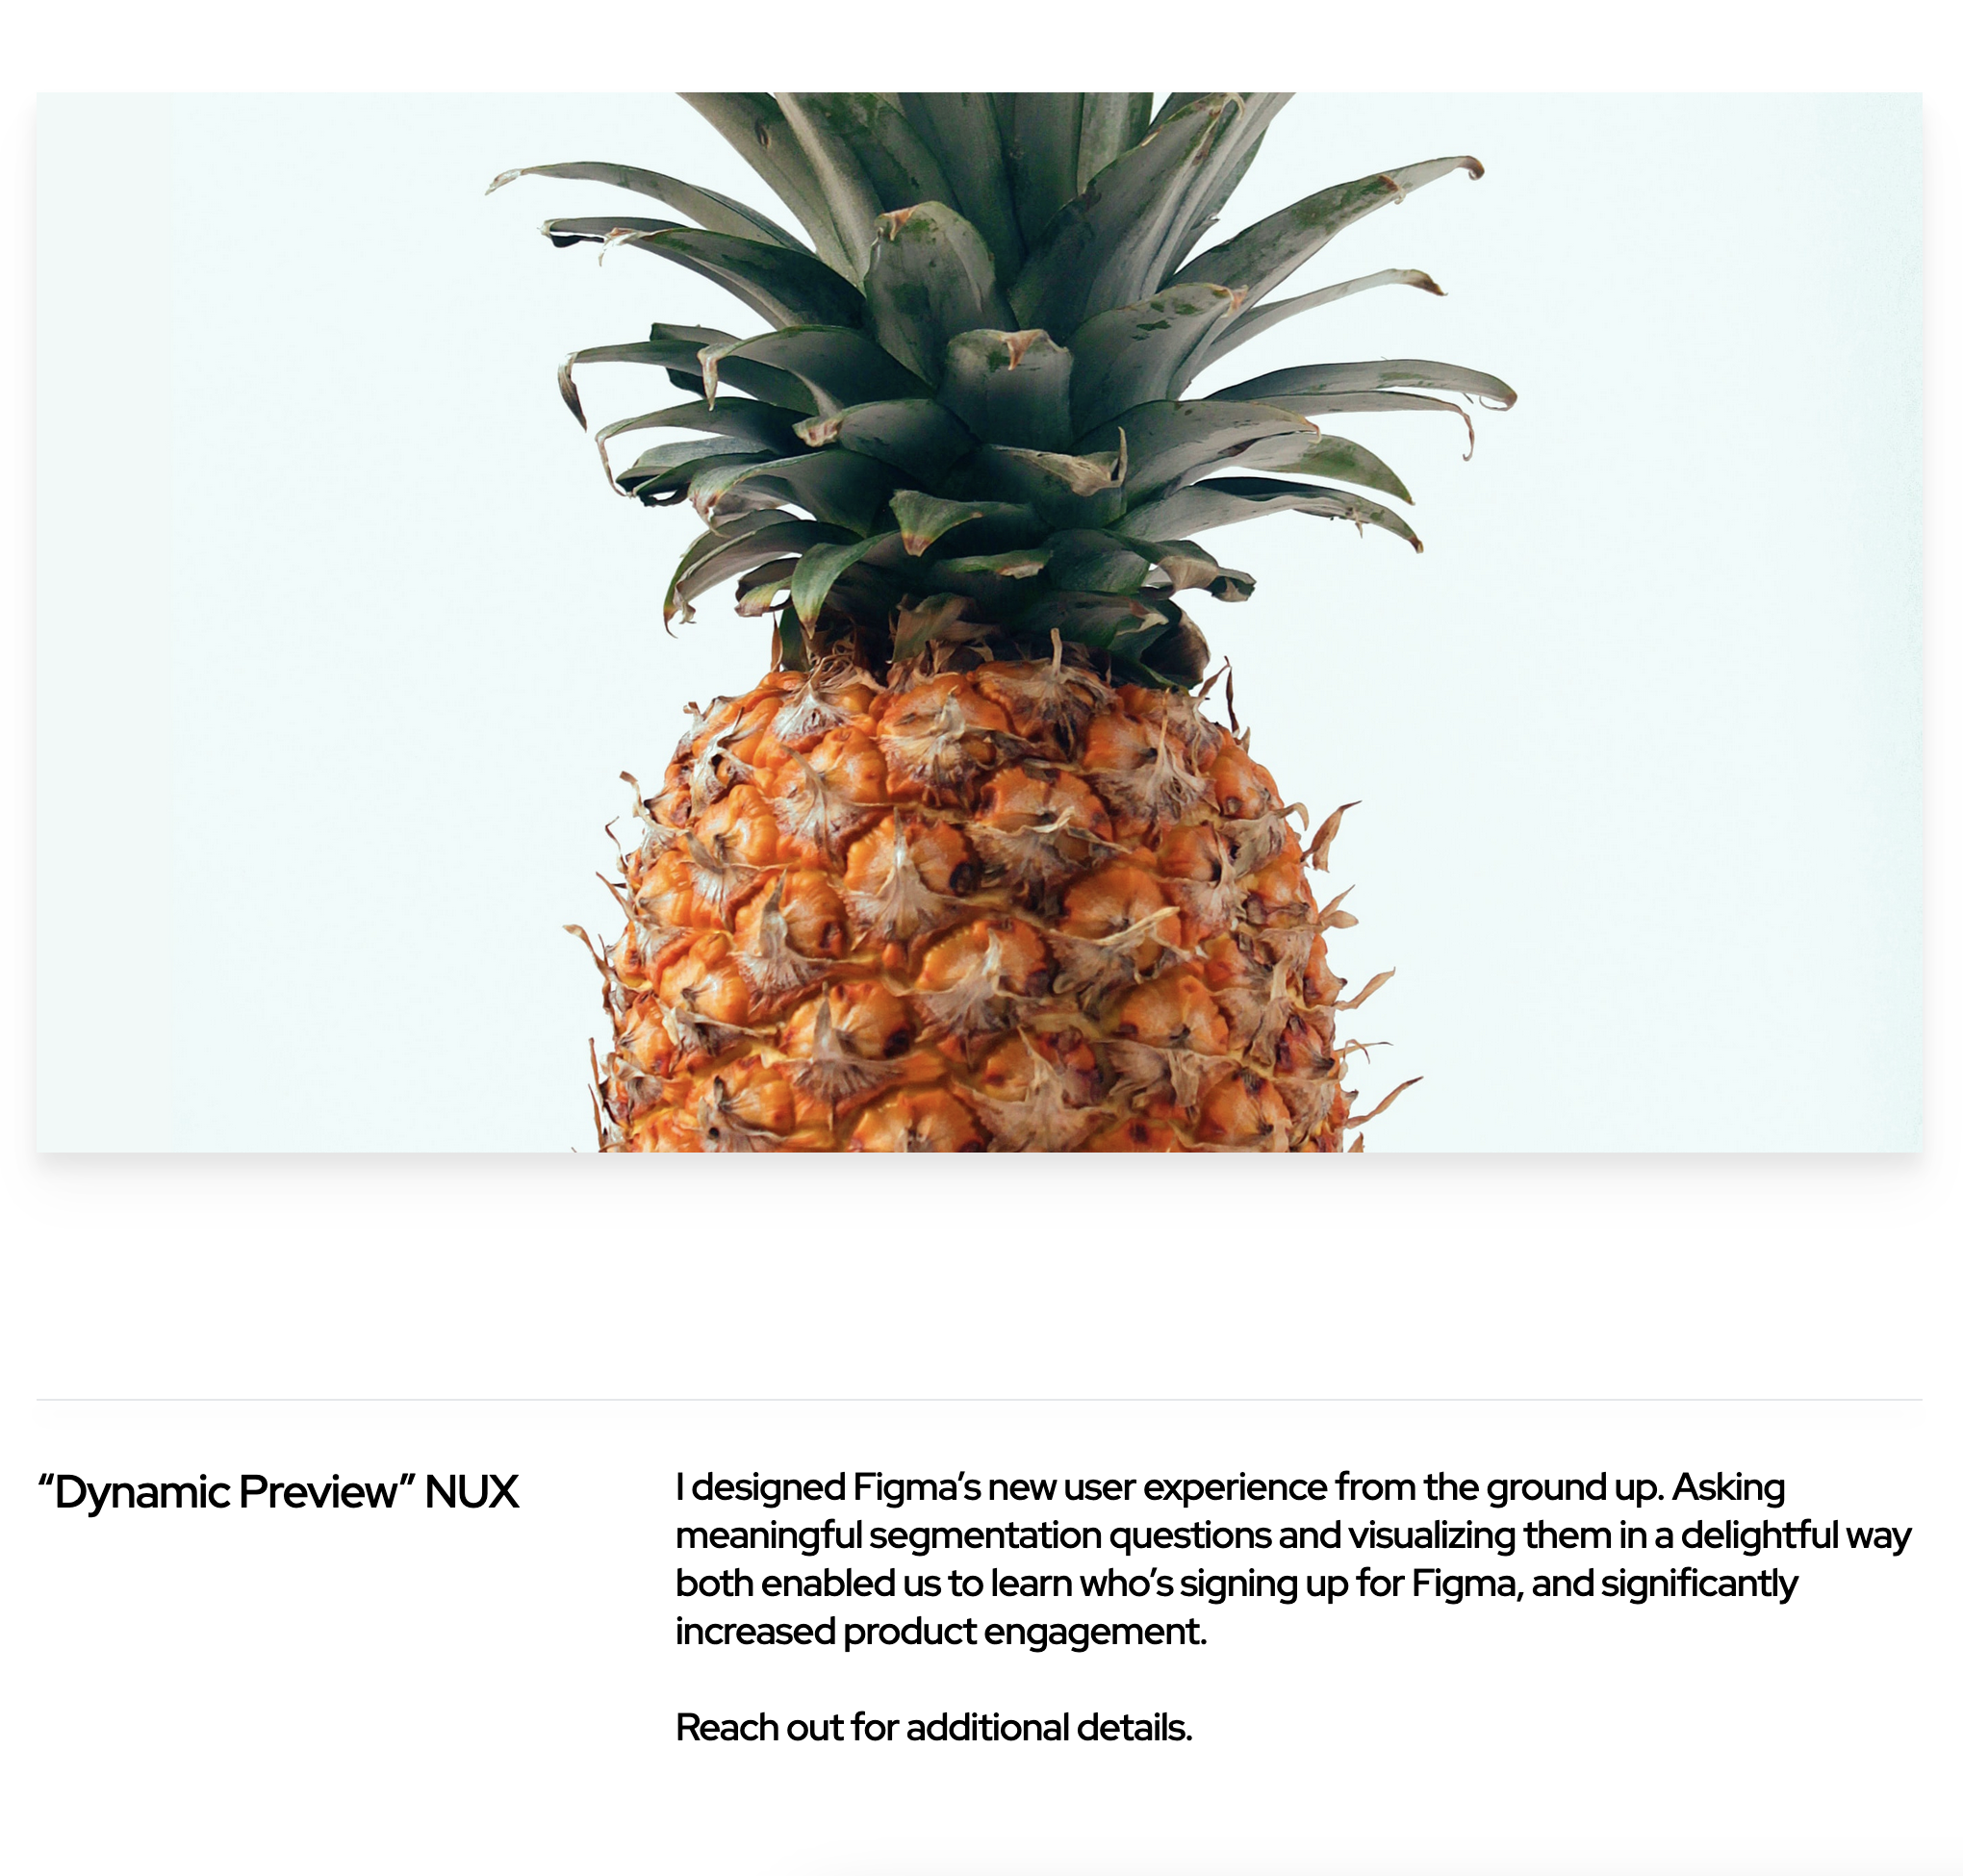 “Dynamic Preview” NUX
I designed Figma’s new user experience from the ground up. Asking
meaningful segmentation questions and visualizing them in a delightful way
both enabled us to learn who’s signing up for Figma, and significantly
increased product engagement.
Reach out for additional details.